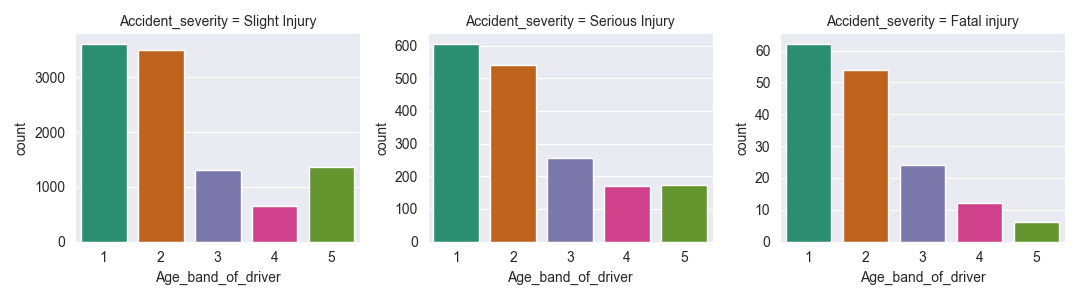 Accident_severity = Slight Injury
count
3000
2000
1000
0
1 2 3 4 5
Age_band_of_driver
Accident_severity = Serious Injury
count
600
500
400
300
200
100
0
1 2 3 4 5
Age_band_of_driver
Accident_severity = Fatal injury
count
60
50
40
30
20
10
0
1 2 3 4 5
Age_band_of_driver